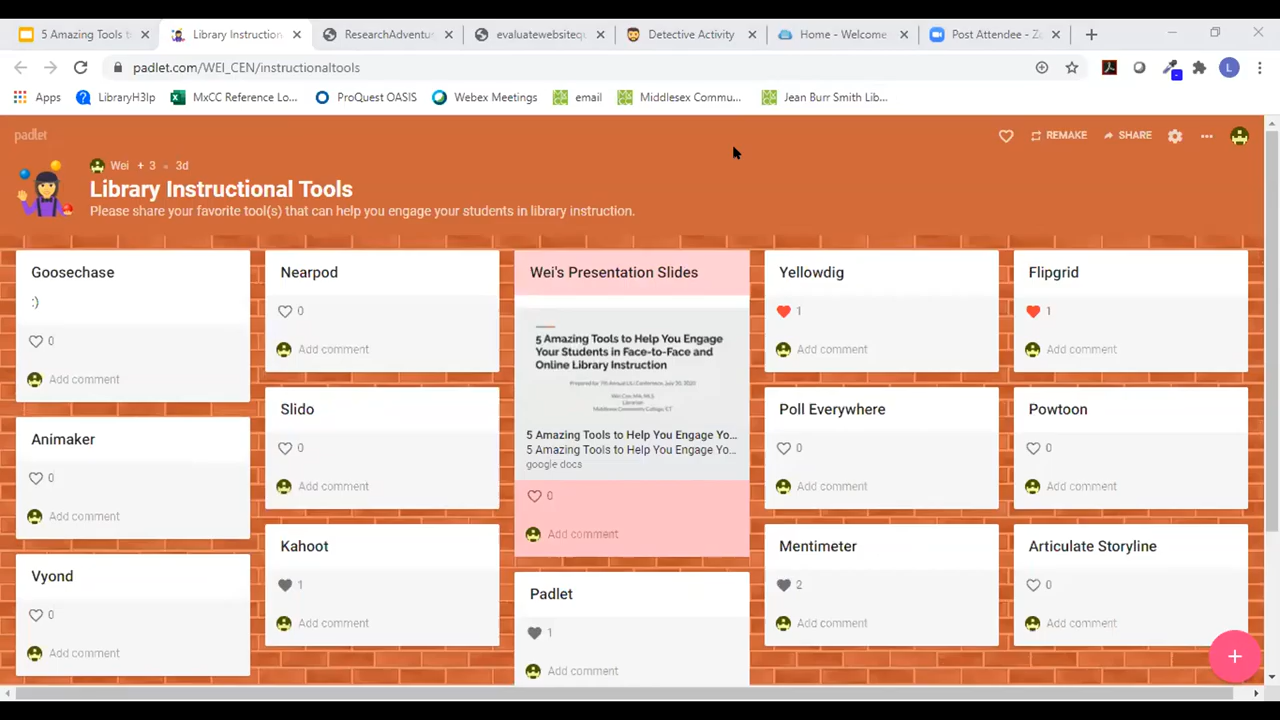 5 Amazing Tools t
Library Instruction
ResearchAdventu
evaluatewebsiteq
Detective Activity
Home - Welcome
Post Attendee - Zo
padlet.com/WEI_CEN/instructionaltools
L
Apps
LibraryH3lp
MxCC Reference Lo...
ProQuest OASIS
Webex Meetings
email
Middlesex Commu...
Jean Burr Smith Lib...
padlet
REMAKE
SHARE
Wei + 3 • 3d
Library Instructional Tools
Please share your favorite tool(s) that can help you engage your students in library instruction.
Goosechase
:)
0
Add comment
Animaker
0
Add comment
Vyond
0
Add comment
Nearpod
0
Add comment
Slido
0
Add comment
Kahoot
1
Add comment
Wei's Presentation Slides
5 Amazing Tools to Help You Engage
Your Students in Face-to-Face and
Online Library Instruction
Librarian
5 Amazing Tools to Help You Engage Yo...
5 Amazing Tools to Help You Engage Yo...
google docs
0
Add comment
Padlet
1
Add comment
Yellowdig
1
Add comment
Poll Everywhere
0
Add comment
Mentimeter
2
Add comment
Flipgrid
1
Add comment
Powtoon
0
Add comment
Articulate Storyline
0
Add comment